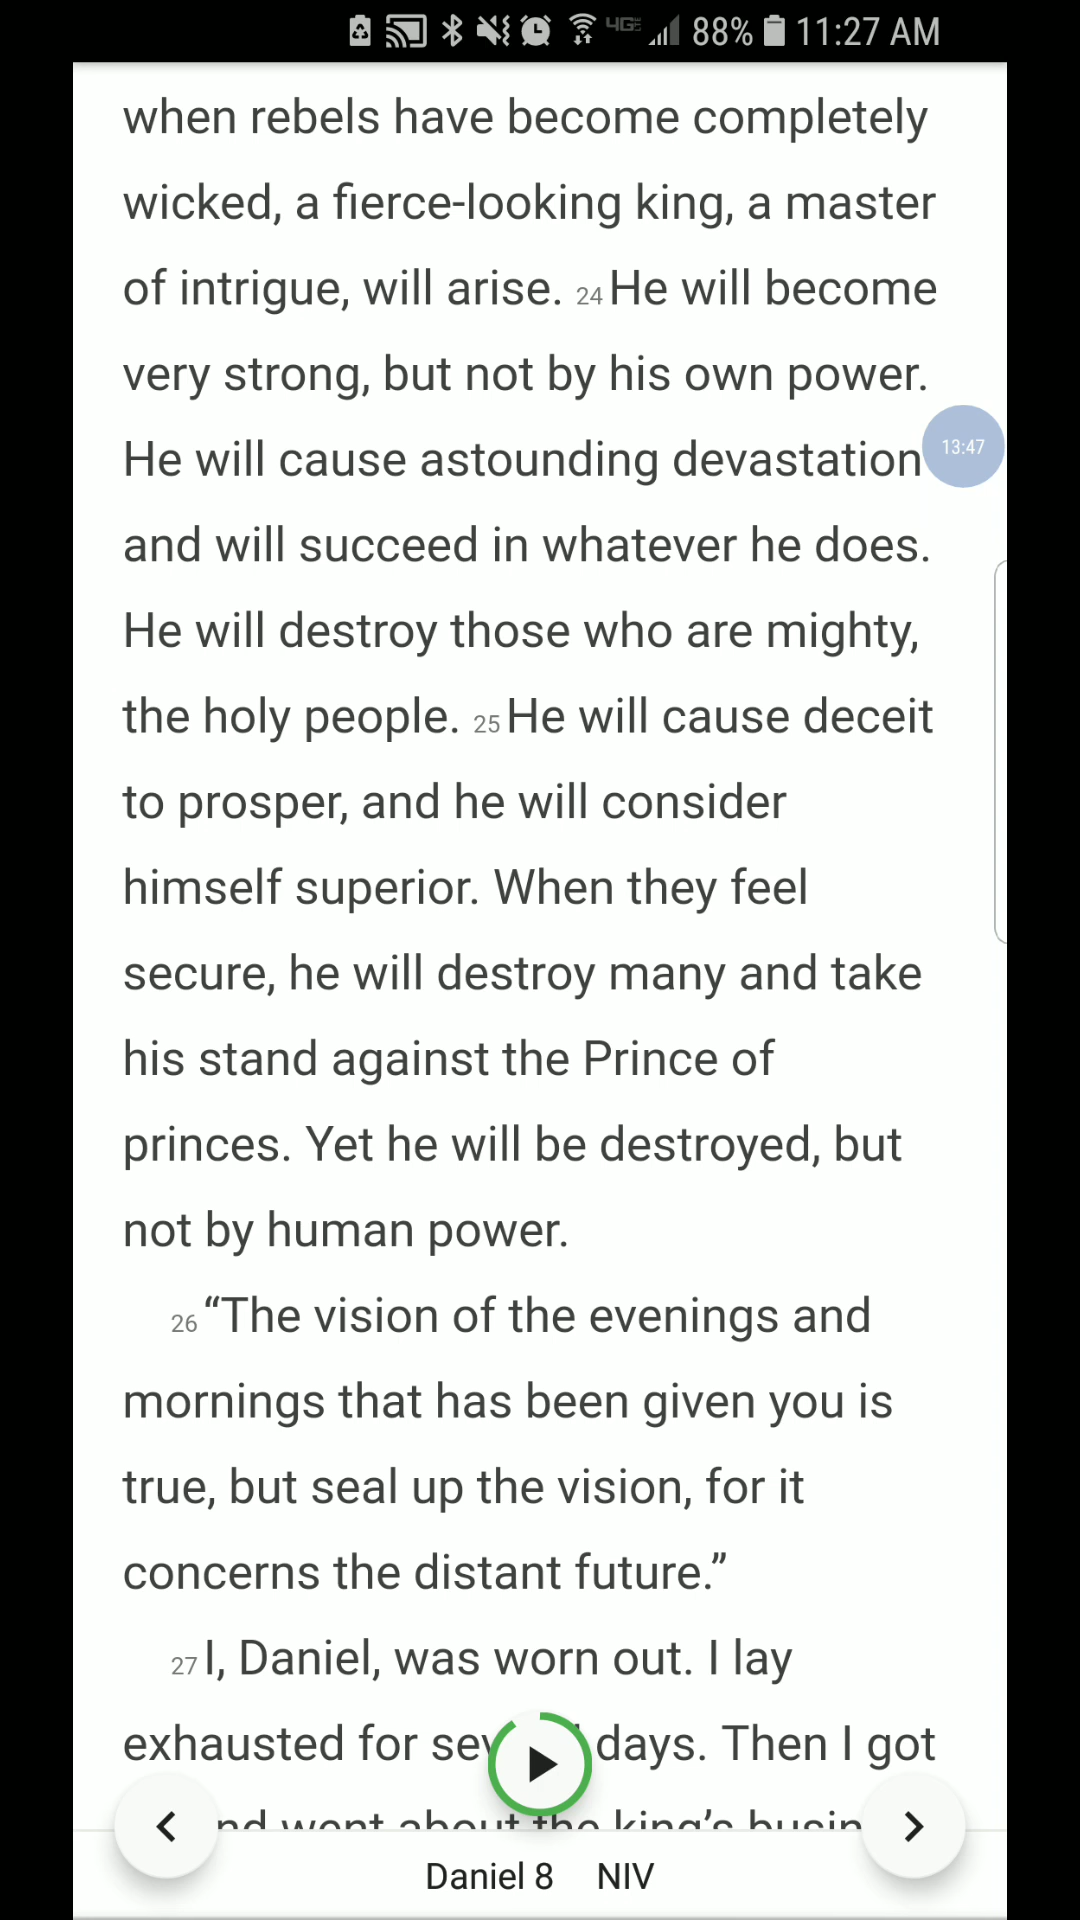 4G LTE 88% 11:27 AM
when rebels have become completely
wicked, a fierce-looking king, a master
of intrigue, will arise. 24 He will become
very strong, but not by his own power.
He will cause astounding devastation
13:47
and will succeed in whatever he does.
He will destroy those who are mighty,
the holy people. 25 He will cause deceit
to prosper, and he will consider
himself superior. When they feel
secure, he will destroy many and take
his stand against the Prince of
princes. Yet he will be destroyed, but
not by human power.
26 “The vision of the evenings and
mornings that has been given you is
true, but seal up the vision, for it
concerns the distant future.”
27 I, Daniel, was worn out. I lay
exhausted for days. Then I got
went about the king’s
Daniel 8 NIV